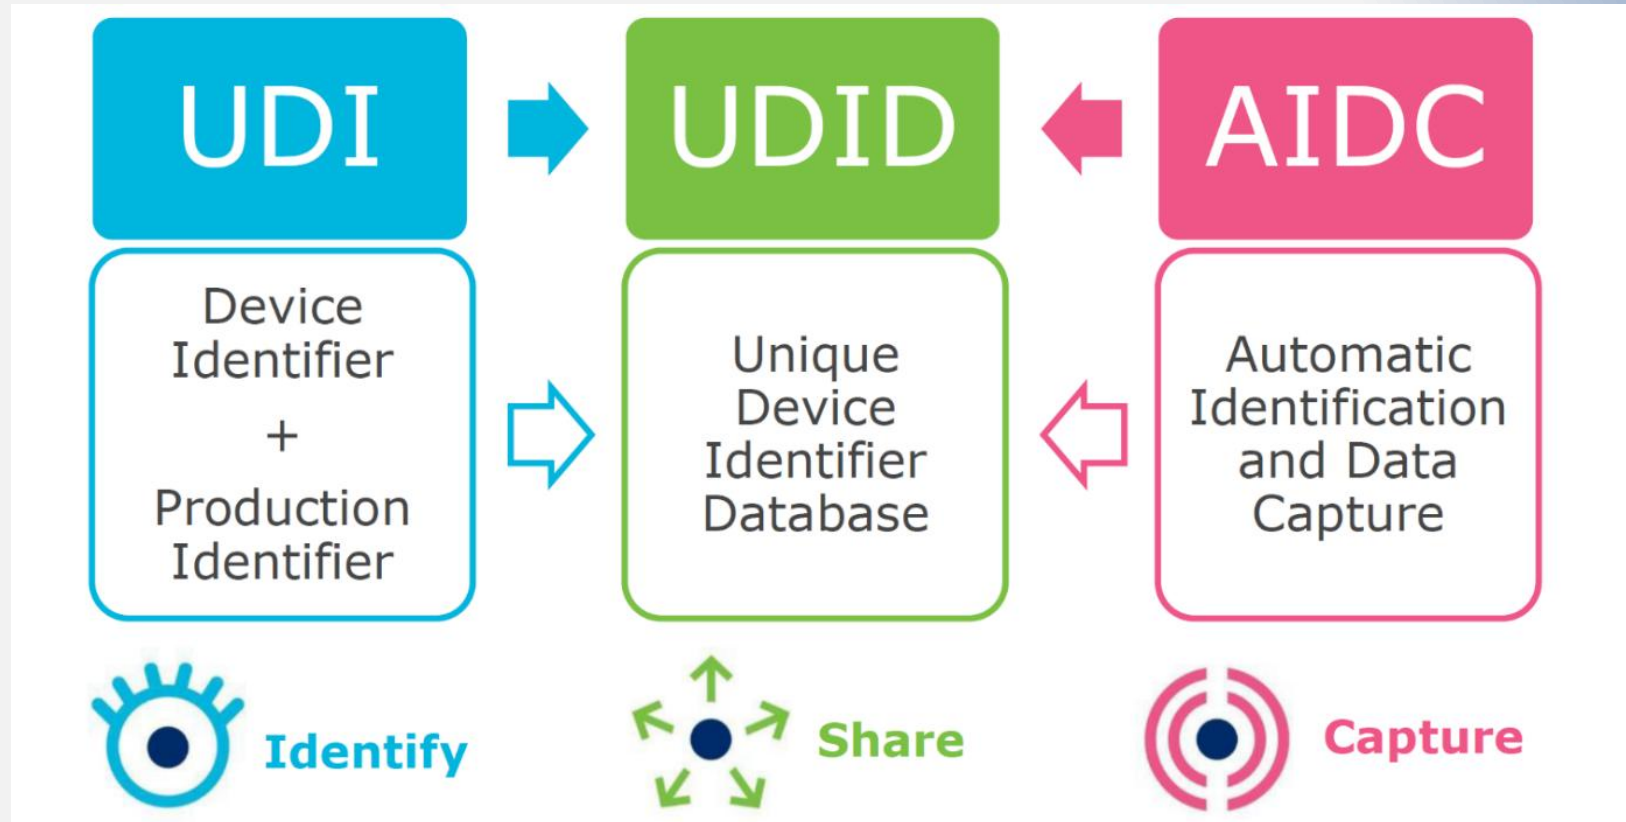 UDI
UDID
AIDC
Device
Identifier
+
Production
Identifier
Unique
Device
Identifier
Database
Automatic
Identification
and Data
Capture
Identify
Share
Capture